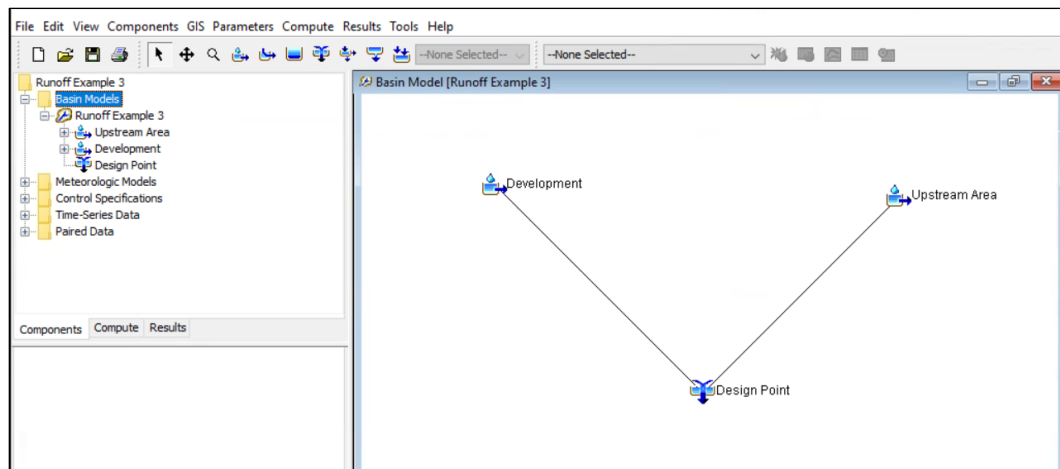 File Edit View Components GIS Parameters Compute Results Tools Help
--None Selected-- --None Selected--
Runoff Example 3
Basin Models
Runoff Example 3
Upstream Area
Development
Design Point
Meteorologic Models
Control Specifications
Time-Series Data
Paired Data
Components Compute Results
Basin Model [Runoff Example 3]
Development
Upstream Area
Design Point